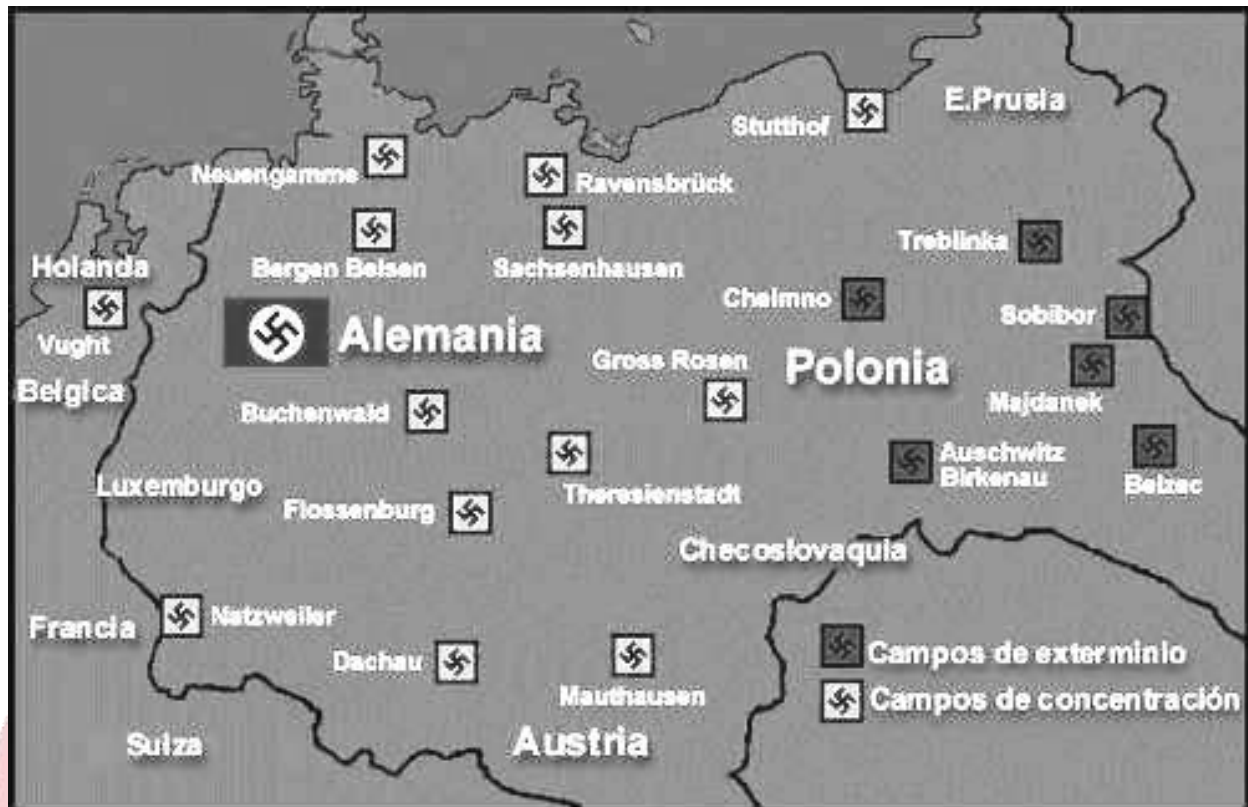 E.Prusia
Stutthof
Neuengamme
Ravensbrück
Treblinka
Bergen Belsen
Sachsenhausen
Holanda
Chelmno
Sobibor
Vught
Alemania
Gross Rosen
Polonia
Belgica
Majdanek
Buchenwald
Auschwitz
Birkenau
Belzec
Luxemburgo
Theresienstadt
Flossenburg
Checoslovaquia
Natzweiler
Francia
Dachau
Campos de exterminio
Mauthausen
Campos de concentración
Suiza
Austria